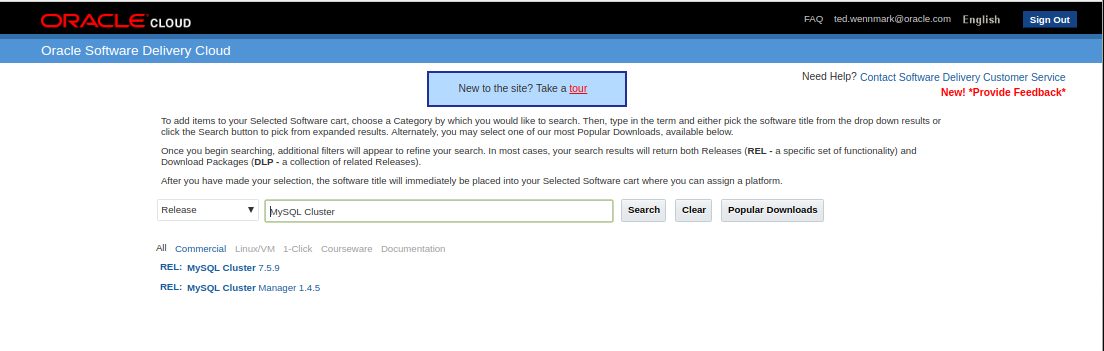 ORACLE CLOUD
FAQ ted.wennmark@oracle.com English Sign Out
Oracle Software Delivery Cloud
New to the site? Take a tour
Need Help? Contact Software Delivery Customer Service
New! *Provide Feedback*
To add items to your Selected Software cart, choose a Category by which you would like to search. Then, type in the term and either pick the software title from the drop down results or
click the Search button to pick from expanded results. Alternately, you may select one of our most Popular Downloads, available below.
Once you begin searching, additional filters will appear to refine your search. In most cases, your search results will return both Releases (REL - a specific set of functionality) and
Download Packages (DLP - a collection of related Releases).
After you have made your selection, the software title will immediately be placed into your Selected Software cart where you can assign a platform.
Release MySQL Cluster Search Clear Popular Downloads
All Commercial Linux/VM 1-Click Courseware Documentation
REL: MySQL Cluster 7.5.9
REL: MySQL Cluster Manager 1.4.5